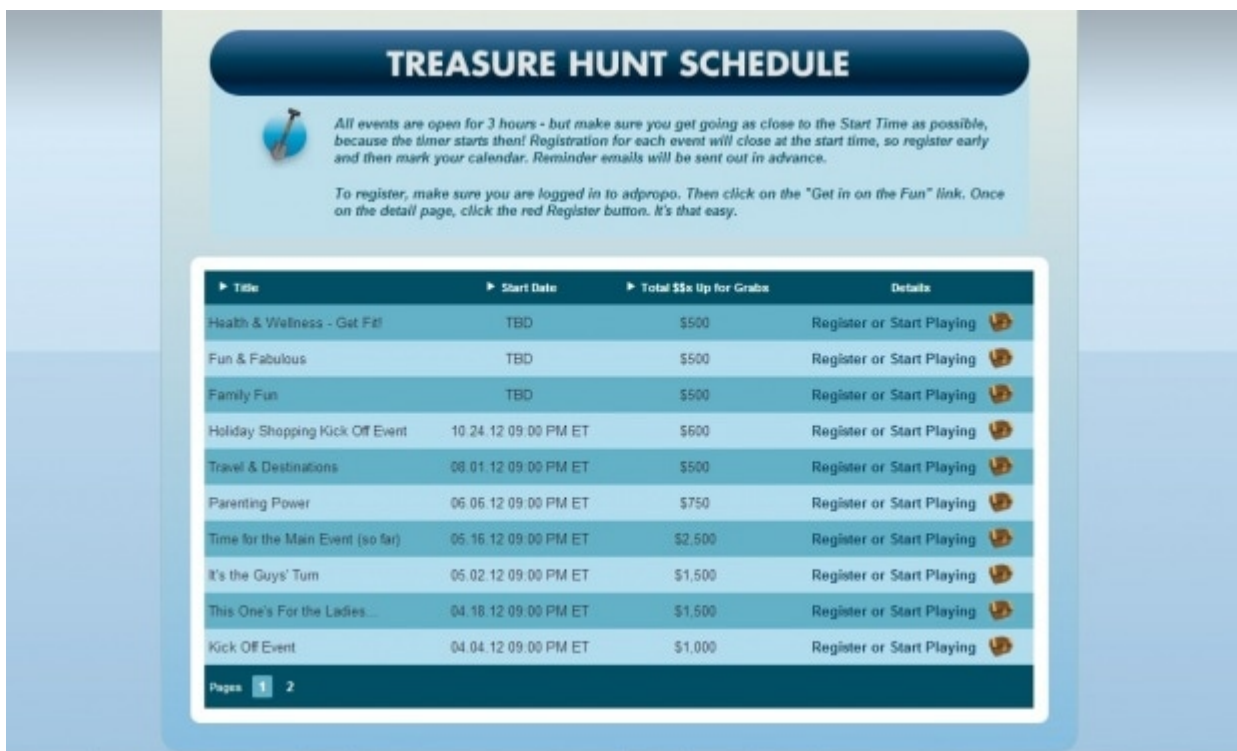 TREASURE HUNT SCHEDULE
All events are open for 3 hours - but make sure you get going as close to the Start Time as possible,
because the timer starts then! Registration for each event will close at the start time, so register early
and then mark your calendar. Reminder emails will be sent out in advance.
To register, make sure you are logged in to adpropo. Then click on the "Get in on the Fun" link. Once
on the detail page, click the red Register button. It's that easy.
Title Start Date Total $$s Up for Grabs Details
Health & Wellness - Get Fit! TBD $500 Register or Start Playing
Fun & Fabulous TBD $500 Register or Start Playing
Family Fun TBD $500 Register or Start Playing
Holiday Shopping Kick Off Event 10.24.12 09:00 PM ET $600 Register or Start Playing
Travel & Destinations 08.01.12 09:00 PM ET $500 Register or Start Playing
Parenting Power 06.06.12 09:00 PM ET $750 Register or Start Playing
Time for the Main Event (so far) 05.16.12 09:00 PM ET $2,500 Register or Start Playing
It's the Guys' Turn 05.02.12 09:00 PM ET $1,500 Register or Start Playing
This One's For the Ladies... 04.18.12 09:00 PM ET $1,500 Register or Start Playing
Kick Off Event 04.04.12 09:00 PM ET $1,000 Register or Start Playing
Pages 1 2